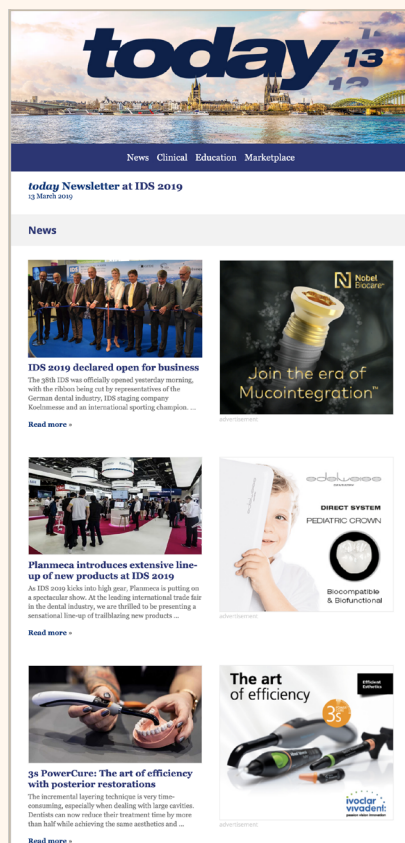 today
13
12
News Clinical Education Marketplace
today Newsletter at IDS 2019
13 March 2019
News
IDS 2019 declared open for business
The 38th IDS was officially opened yesterday morning,
with the ribbon being cut by representatives of the
German dental industry, IDS staging company
Koelnmesse and an international sporting champion. ...
Read more »
Nobel
Biocare™
Join the era of
Mucointegration™
advertisement
Planmeca introduces extensive line-
up of new products at IDS 2019
As IDS 2019 kicks into high gear, Planmeca is putting on
a spectacular show. At the leading international trade fair
in the dental industry, we are thrilled to be presenting a
sensational line-up of trailblazing new products ...
Read more »
edelweiss
DIRECT SYSTEM
PEDIATRIC CROWN
Biocompatible
& Biofunctional
advertisement
3s PowerCure: The art of efficiency
with posterior restorations
The incremental layering technique is very time-
consuming, especially when dealing with large cavities.
Dentists can now reduce their treatment time by more
than half while achieving the same aesthetics and ...
Read more »
The art
of efficiency
Efficient
Esthetics
3s
ivoclar
vivadent
passion vision innovation
advertisement